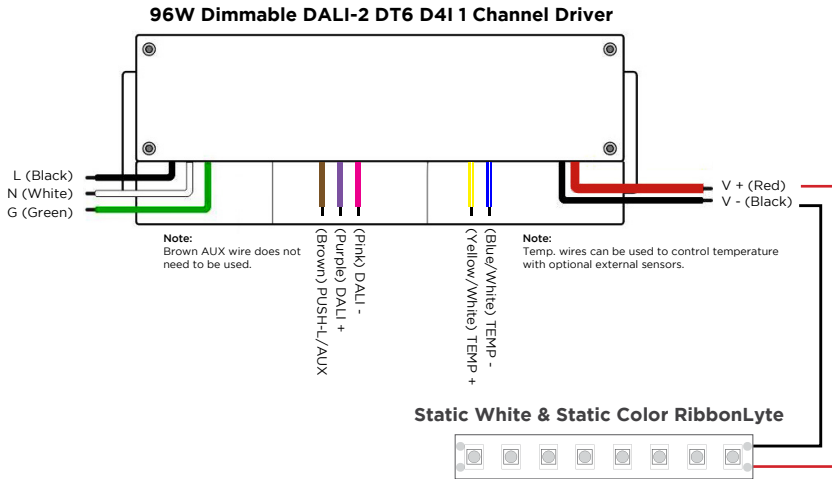 96W Dimmable DALI-2 DT6 D4I 1 Channel Driver
L (Black)
N (White)
G (Green)
V + (Red)
V - (Black)
Note:
Brown AUX wire does not
need to be used.
(Brown) PUSH-L/AUX
(Purple) DALI +
(Pink) DALI -
(Yellow/White) TEMP +
(Blue/White) TEMP -
Note:
Temp. wires can be used to control temperature
with optional external sensors.
Static White & Static Color RibbonLyte